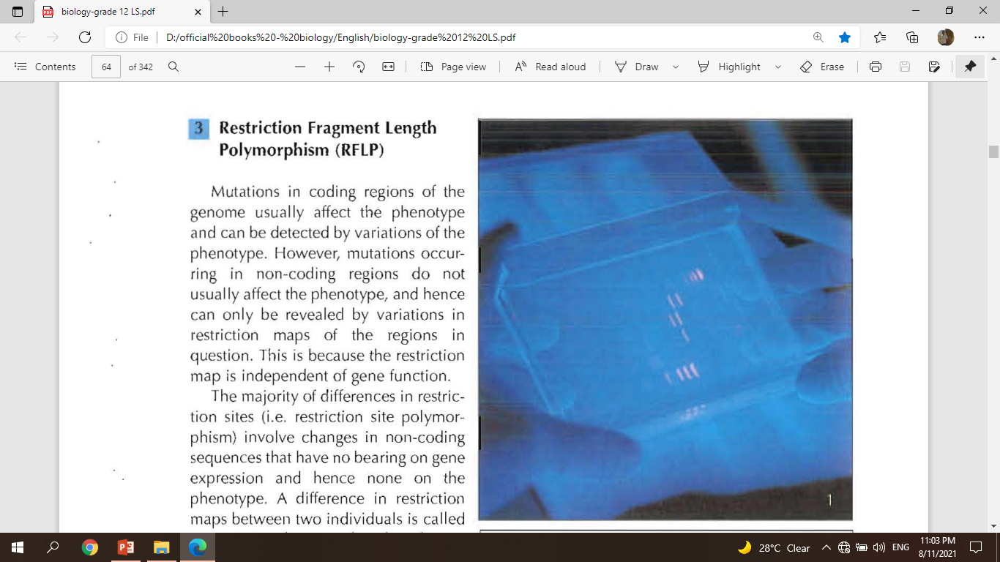 biology-grade 12 LS.pdf
File
D:/official%20books%20-%20biology/English/biology-grade%2012%20LS.pdf
Contents
64
of 342
Page view
Read aloud
Draw
Highlight
Erase
3 Restriction Fragment Length
Polymorphism (RFLP)
Mutations in coding regions of the
genome usually affect the phenotype
and can be detected by variations of the
phenotype. However, mutations occur-
ring in non-coding regions do not
usually affect the phenotype, and hence
can only be revealed by variations in
restriction maps of the regions in
question. This is because the restriction
map is independent of gene function.
The majority of differences in restric-
tion sites (i.e. restriction site polymor-
phism) involve changes in non-coding
sequences that have no bearing on gene
expression and hence none on the
phenotype. A difference in restriction
maps between two individuals is called
1
28°C Clear
ENG
11:03 PM
8/11/2021